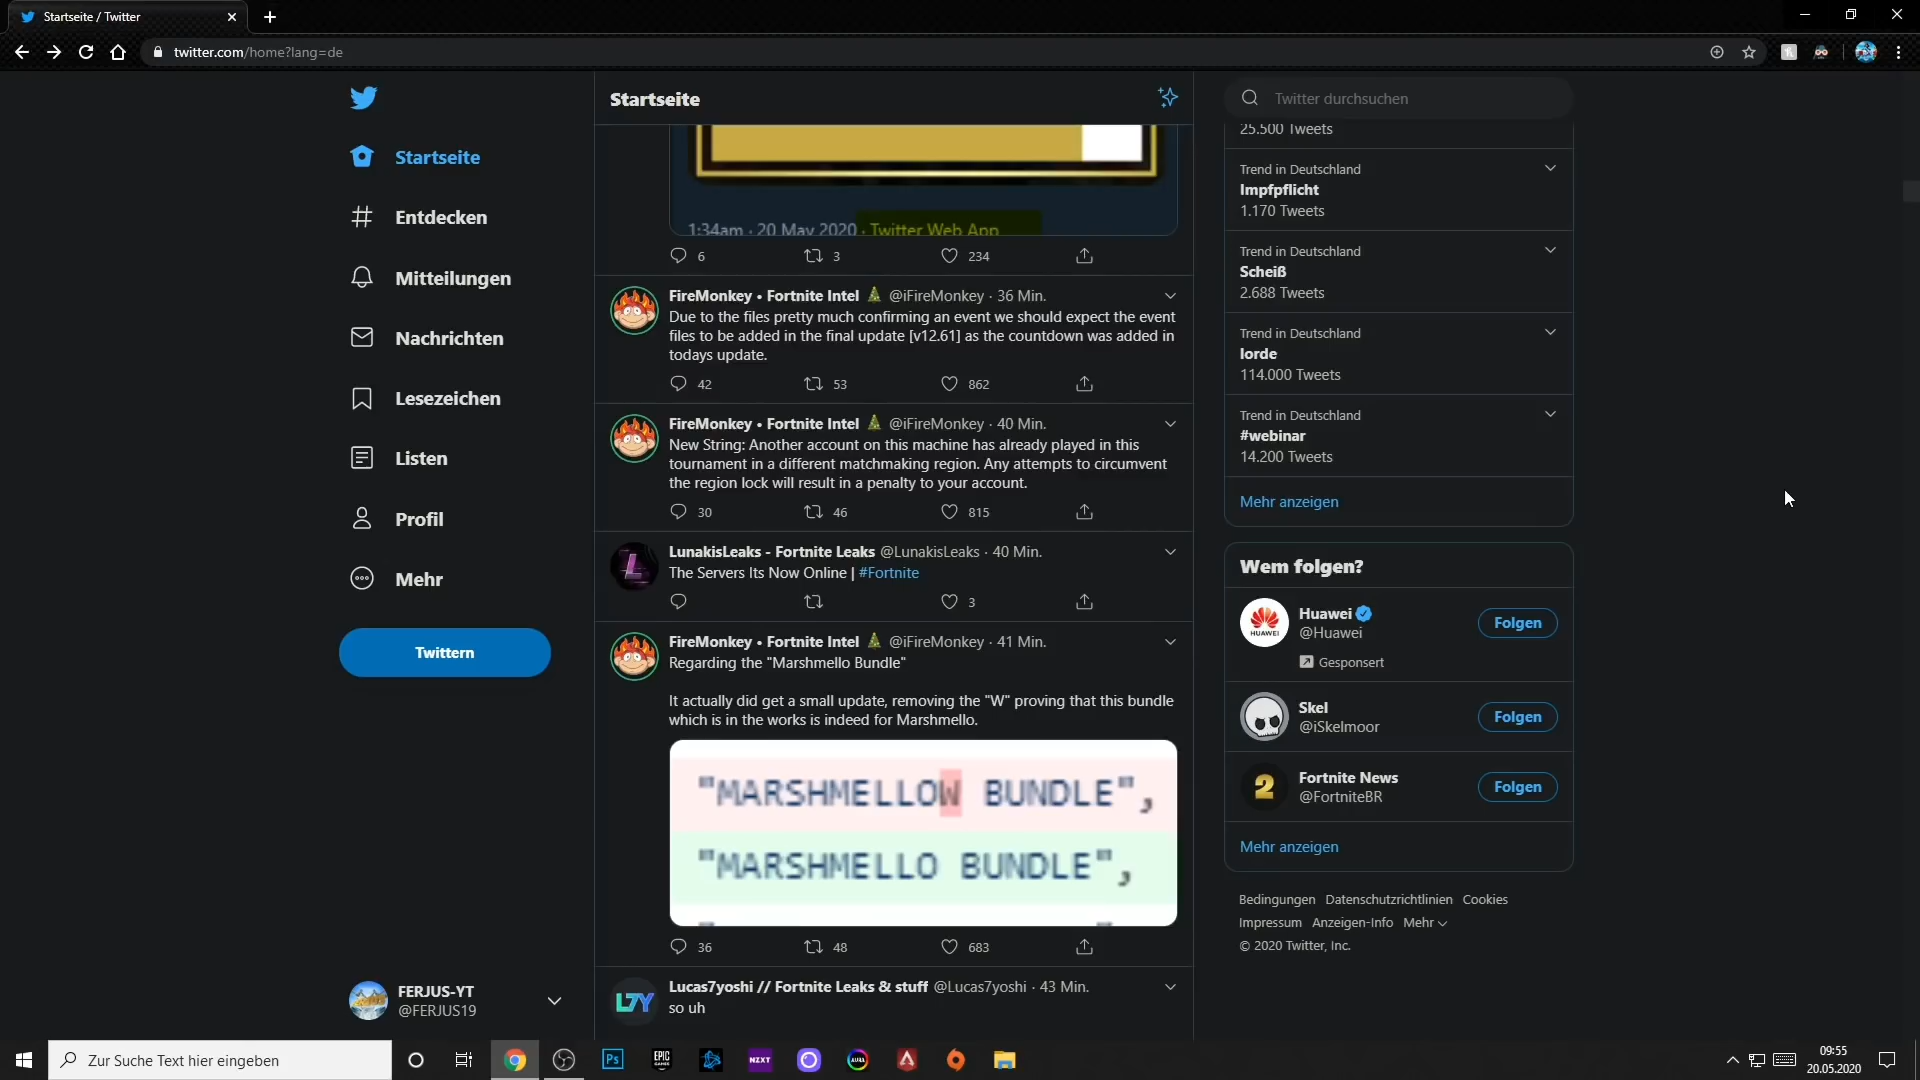 Startseite / Twitter
twitter.com/home?lang=de
Startseite
Entdecken
Mitteilungen
Nachrichten
Lesezeichen
Listen
Profil
Mehr
Twittern
FERJUS-YT
@FERJUS19
Startseite
1:34am · 20 May 2020 · Twitter Web App
6 3 234
FireMonkey • Fortnite Intel @iFireMonkey · 36 Min.
Due to the files pretty much confirming an event we should expect the event
files to be added in the final update [v12.61] as the countdown was added in
todays update.
42 53 862
FireMonkey • Fortnite Intel @iFireMonkey · 40 Min.
New String: Another account on this machine has already played in this
tournament in a different matchmaking region. Any attempts to circumvent
the region lock will result in a penalty to your account.
30 46 815
LunakisLeaks - Fortnite Leaks @LunakisLeaks · 40 Min.
The Servers Its Now Online | #Fortnite
3
FireMonkey • Fortnite Intel @iFireMonkey · 41 Min.
Regarding the "Marshmello Bundle"
It actually did get a small update, removing the "W" proving that this bundle
which is in the works is indeed for Marshmello.
"MARSHMELLOW BUNDLE",
"MARSHMELLO BUNDLE",
36 48 683
L7Y
Lucas7yoshi // Fortnite Leaks & stuff @Lucas7yoshi · 43 Min.
so uh
Twitter durchsuchen
25.500 Tweets
Trend in Deutschland
Impfpflicht
1.170 Tweets
Trend in Deutschland
Scheiß
2.688 Tweets
Trend in Deutschland
lorde
114.000 Tweets
Trend in Deutschland
#webinar
14.200 Tweets
Mehr anzeigen
Wem folgen?
HUAWEI
Huawei
@Huawei
Folgen
Gesponsert
Skel
@iSkelmoor
Folgen
2
Fortnite News
@FortniteBR
Folgen
Mehr anzeigen
Bedingungen Datenschutzrichtlinien Cookies
Impressum Anzeigen-Info Mehr
© 2020 Twitter, Inc.
Zur Suche Text hier eingeben
Ps
EPIC GAMES
NZXT
AURA
09:55
20.05.2020